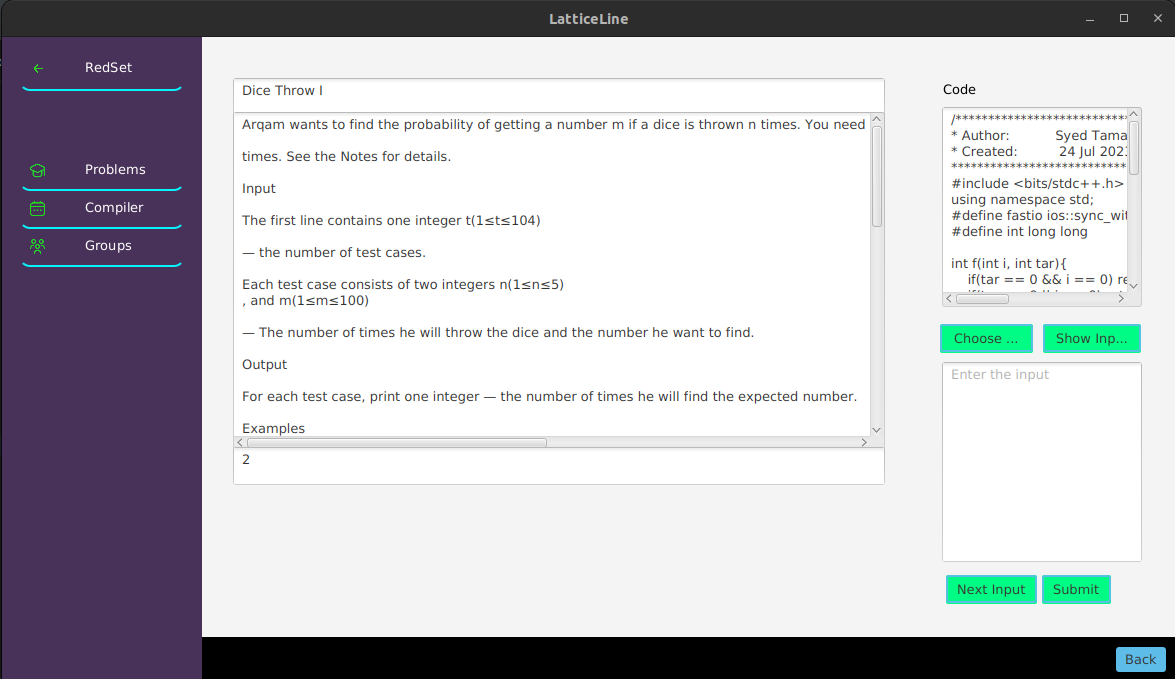 LatticeLine
RedSet
Problems
Compiler
Groups
Dice Throw I
Arqam wants to find the probability of getting a number m if a dice is thrown n times. You need
times. See the Notes for details.
Input
The first line contains one integer t(1≤t≤104)
— the number of test cases.
Each test case consists of two integers n(1≤n≤5)
, and m(1≤m≤100)
— The number of times he will throw the dice and the number he want to find.
Output
For each test case, print one integer — the number of times he will find the expected number.
Examples
2
Code
/***************************
* Author: Syed Tama
* Created: 24 Jul 202
***************************
#include <bits/stdc++.h>
using namespace std;
#define fastio ios::sync_wit
#define int long long
int f(int i, int tar){
if(tar == 0 && i == 0) re
Choose ...
Show Inp...
Enter the input
Next Input
Submit
Back